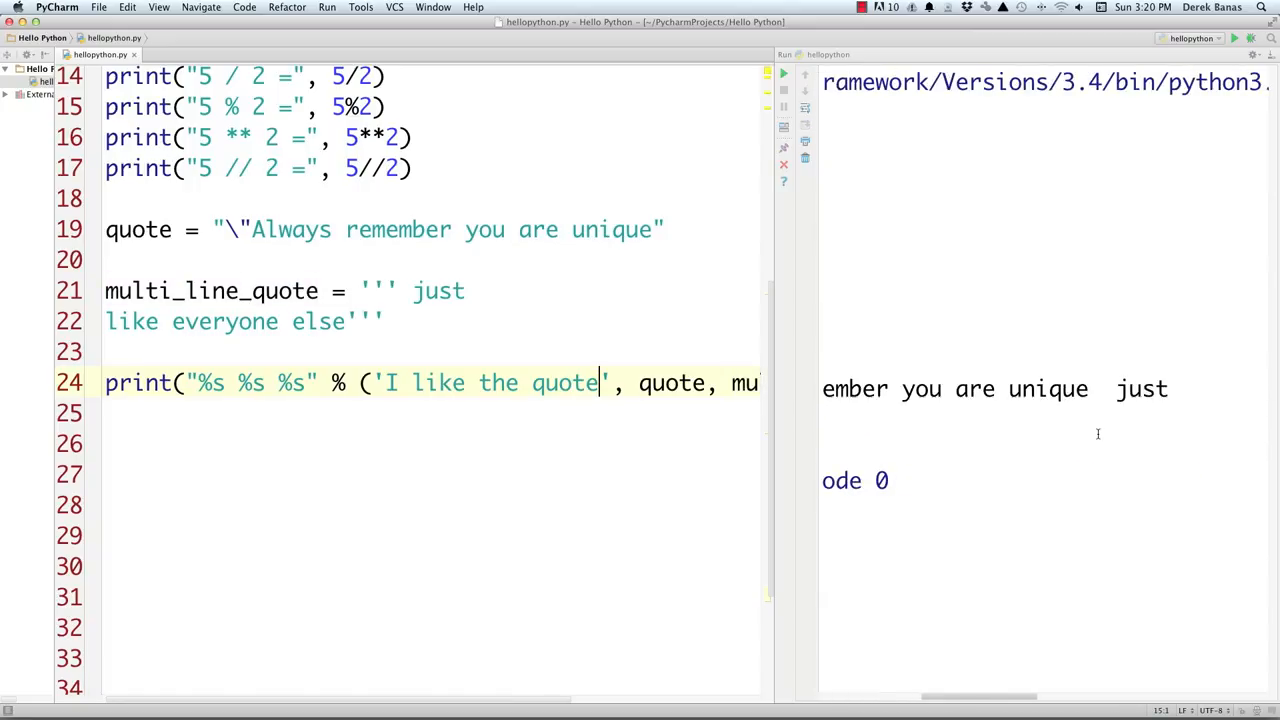 PyCharm File Edit View Navigate Code Refactor Run Tools VCS Window Help 10 Sun 3:20 PM Derek Banas
hellopython.py - Hello Python - [~/PycharmProjects/Hello Python]
Hello Python hellopython.py hellopython
hellopython.py
Run hellopython
Hello
hell
Externa
14 print("5 / 2 =", 5/2)
15 print("5 % 2 =", 5%2)
16 print("5 ** 2 =", 5**2)
17 print("5 // 2 =", 5//2)
18
19 quote = "\"Always remember you are unique"
20
21 multi_line_quote = ''' just
22 like everyone else'''
23
24 print("%s %s %s" % ('I like the quote', quote, mul
25
26
27
28
29
30
31
32
33
34
ramework/Versions/3.4/bin/python3.
ember you are unique  just
ode 0
15:1 LF UTF-8